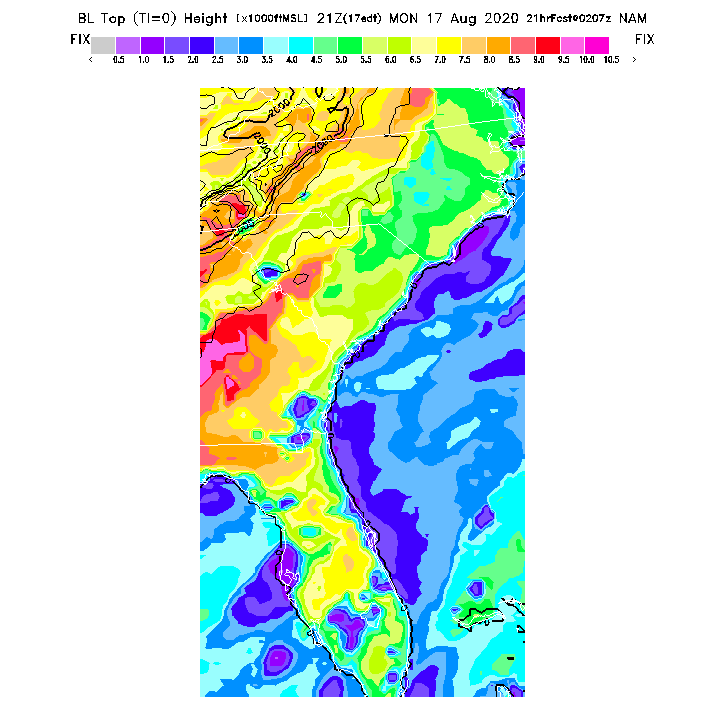 BL Top (TI=0) Height [x1000ftMSL] 21Z(17edt) MON 17 Aug 2020 21hrFcst@0207z NAM
FIX FIX
< 0.5 1.0 1.5 2.0 2.5 3.0 3.5 4.0 4.5 5.0 5.5 6.0 6.5 7.0 7.5 8.0 8.5 9.0 9.5 10.0 10.5 >
2000
2000
2000